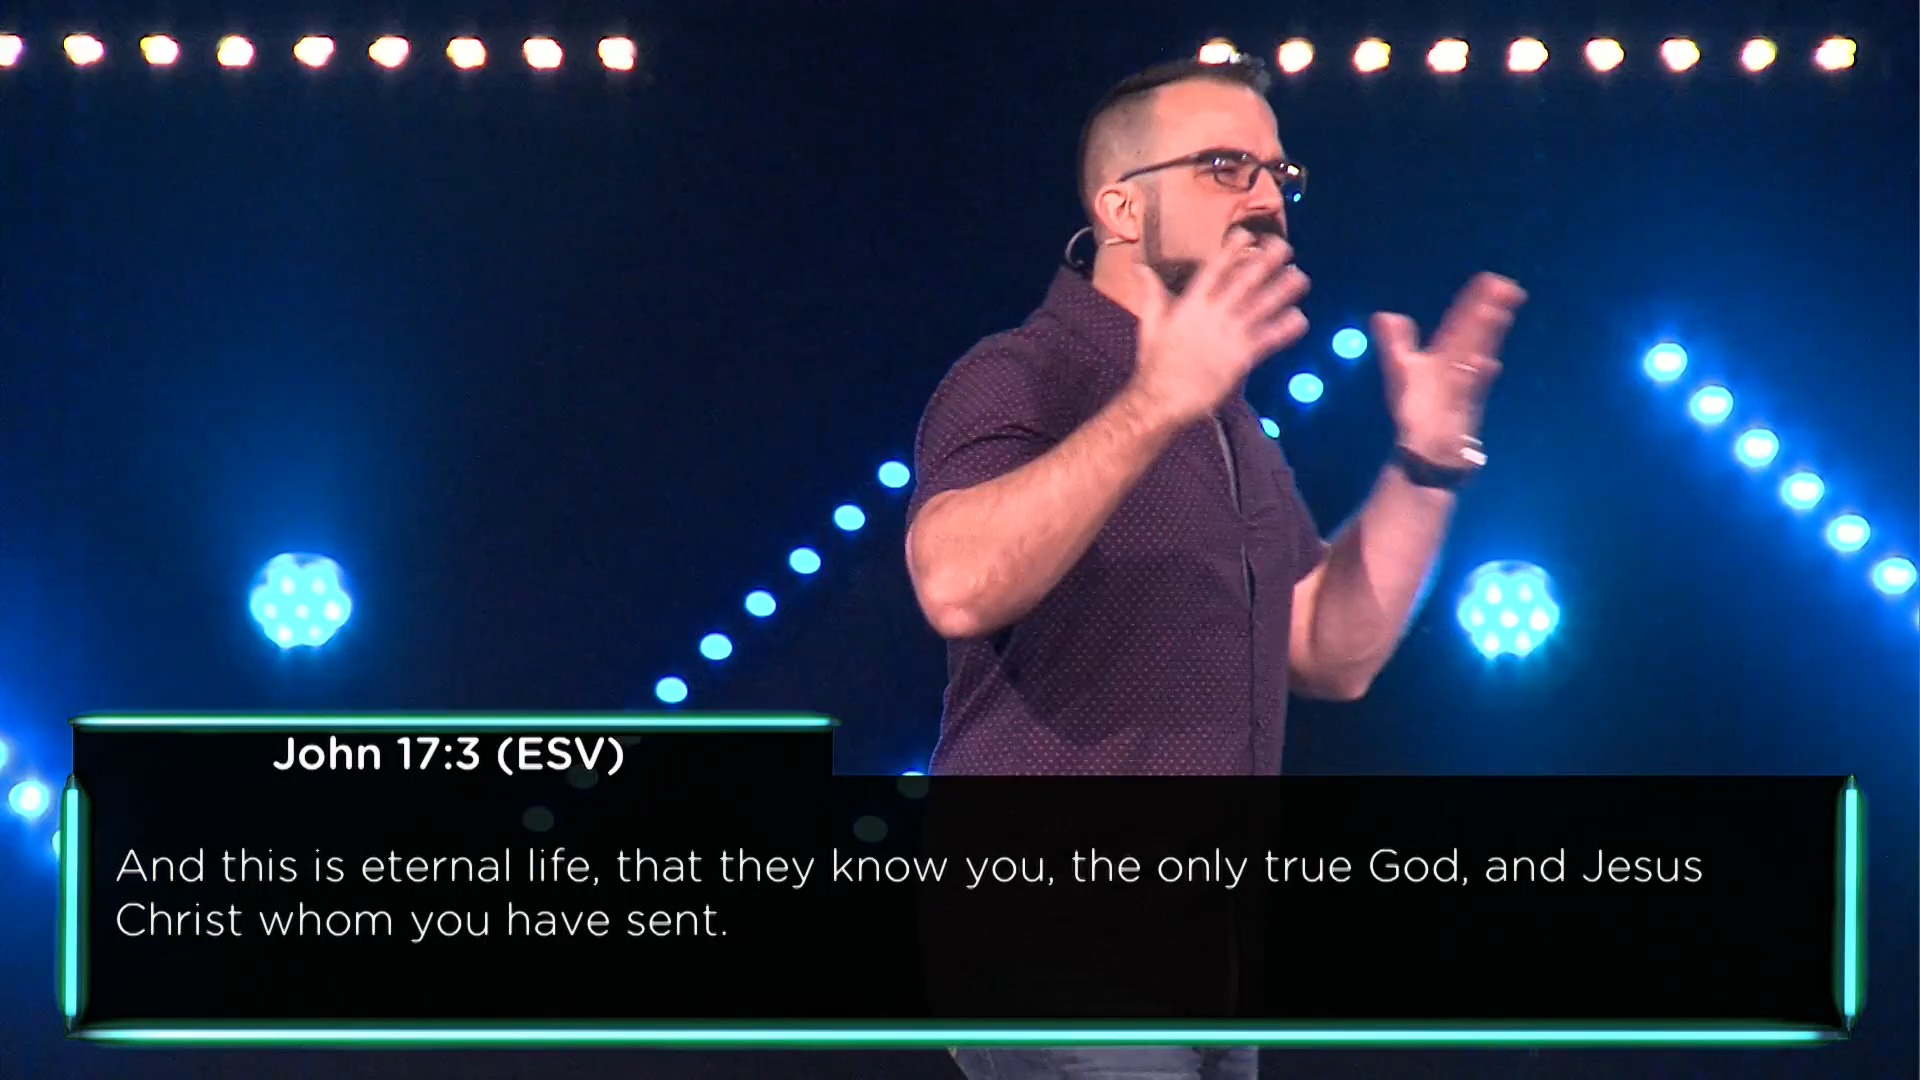 John 17:3 (ESV)
And this is eternal life, that they know you, the only true God, and Jesus
Christ whom you have sent.